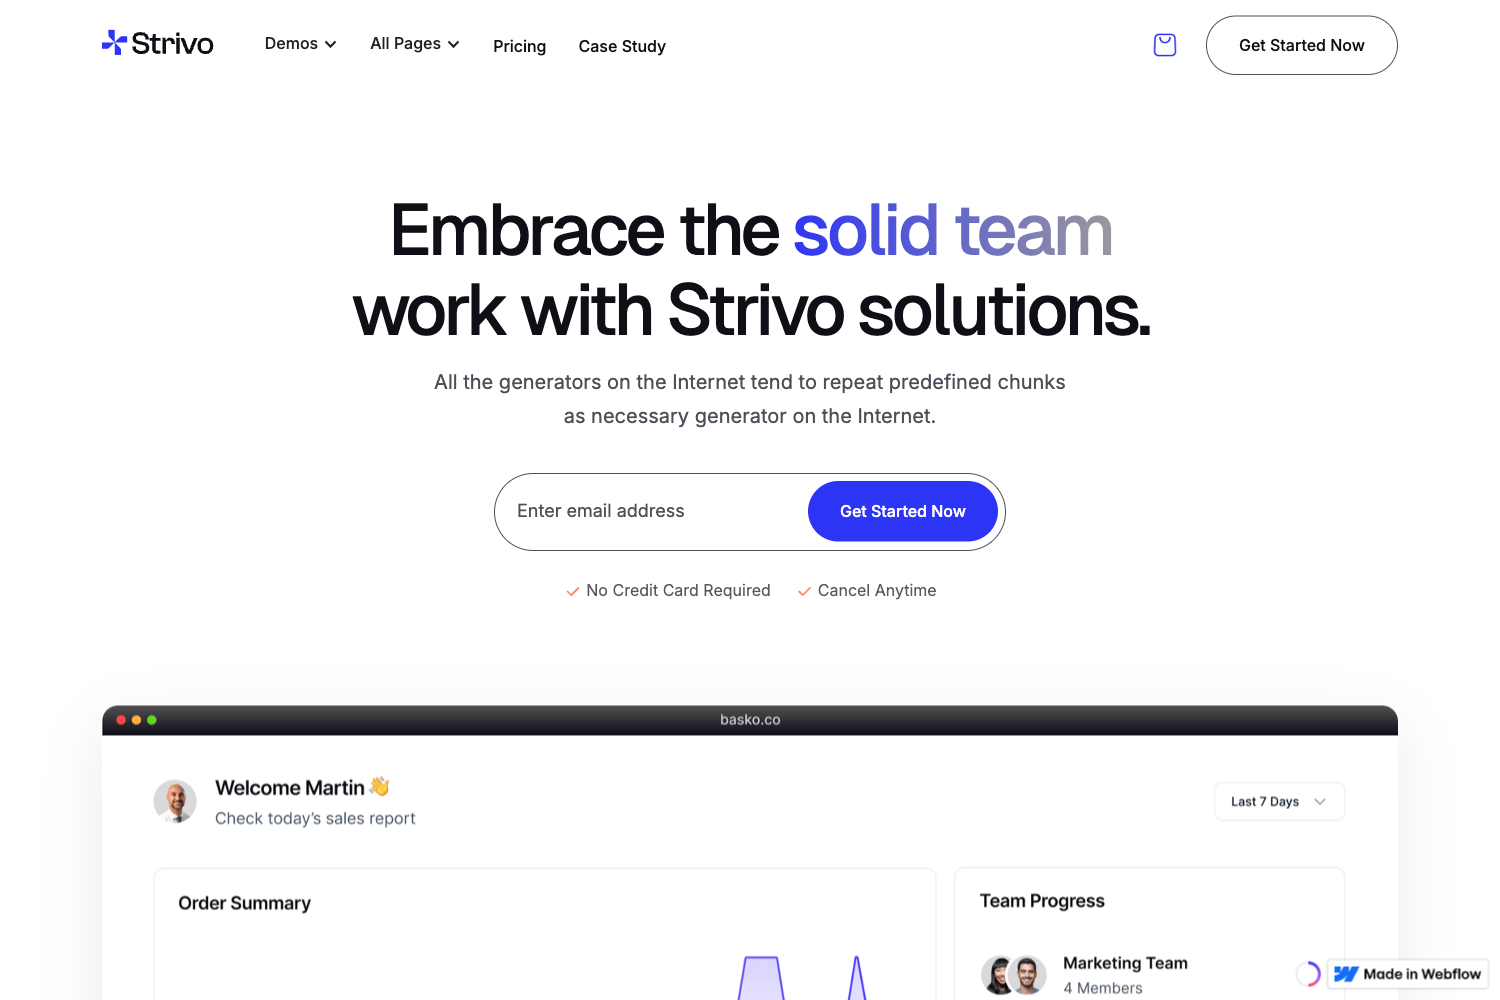 Strivo
Demos
All Pages
Pricing
Case Study
Get Started Now
Embrace the solid team
work with Strivo solutions.
All the generators on the Internet tend to repeat predefined chunks
as necessary generator on the Internet.
Enter email address
Get Started Now
No Credit Card Required
Cancel Anytime
basko.co
Welcome Martin 👋
Check today’s sales report
Last 7 Days
Order Summary
Team Progress
Marketing Team
4 Members
Made in Webflow